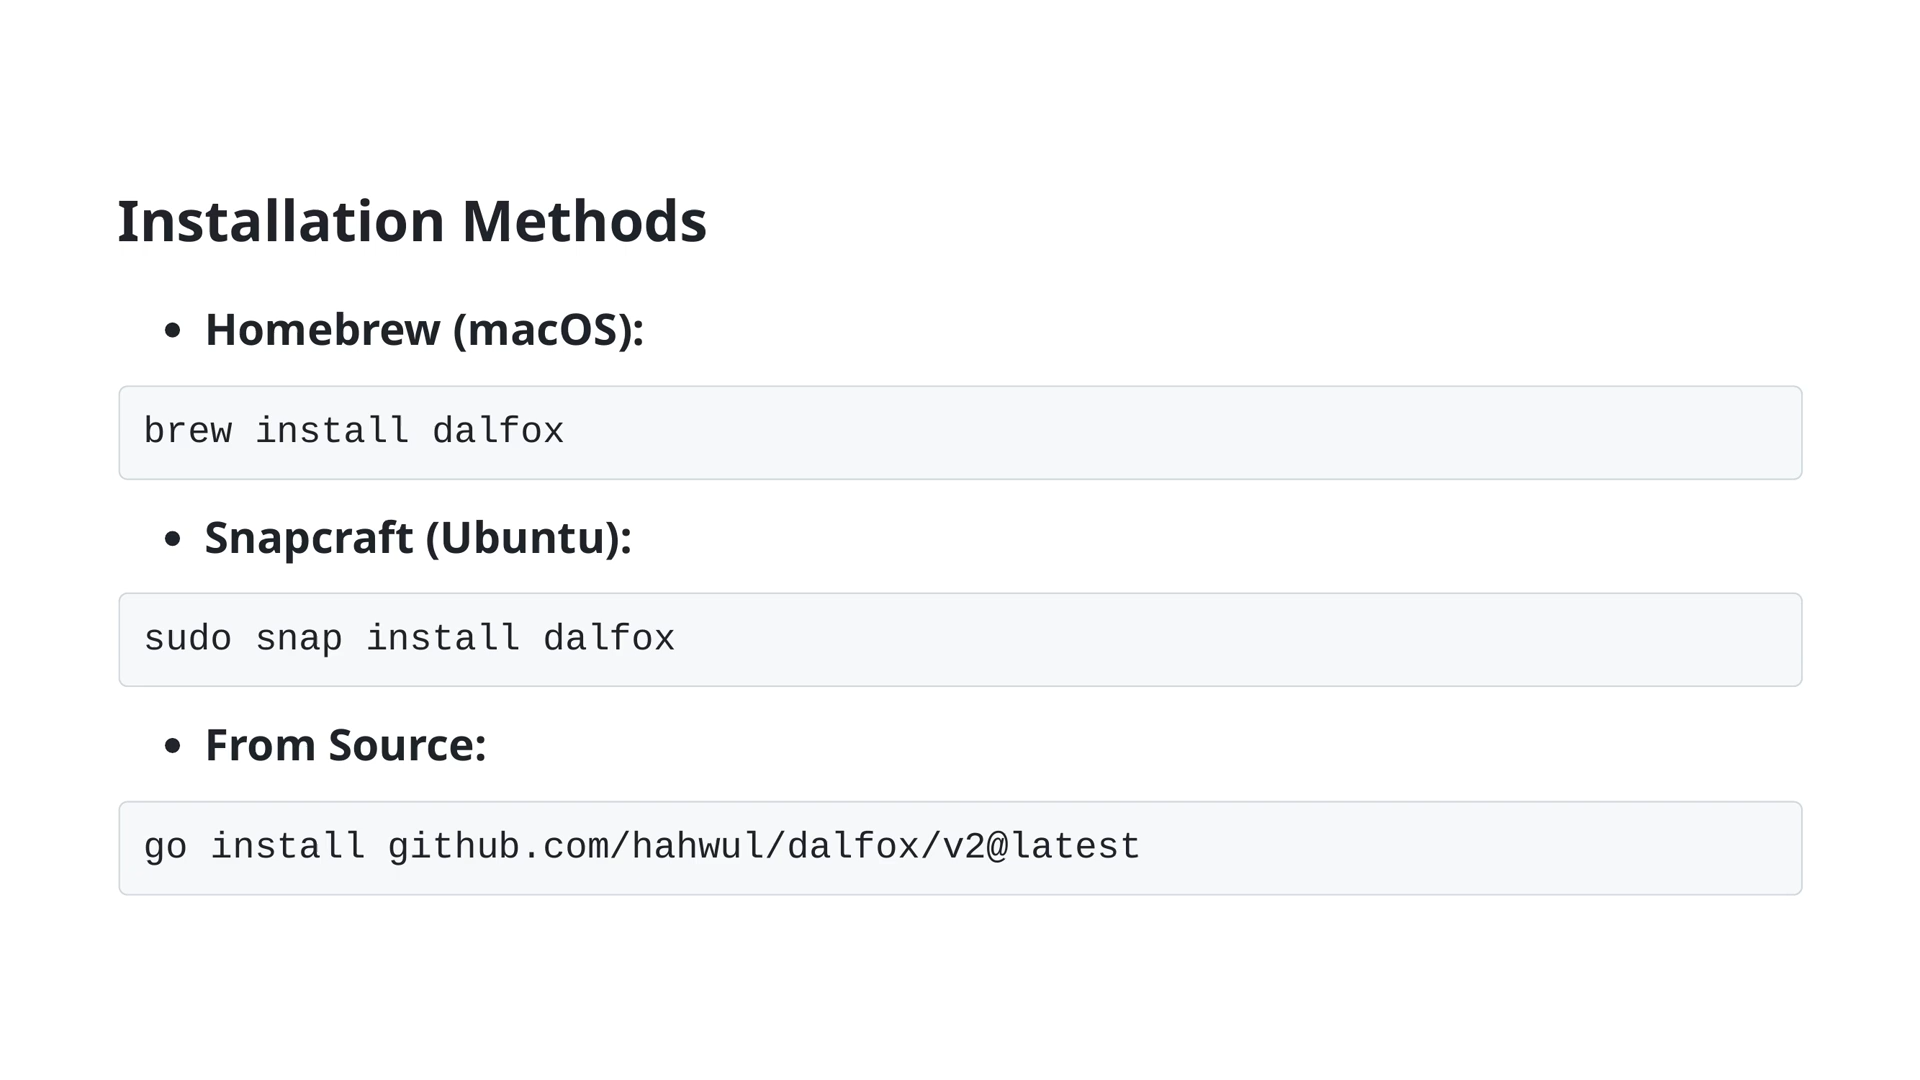 Installation Methods
• Homebrew (macOS):
brew install dalfox
• Snapcraft (Ubuntu):
sudo snap install dalfox
• From Source:
go install github.com/hahwul/dalfox/v2@latest